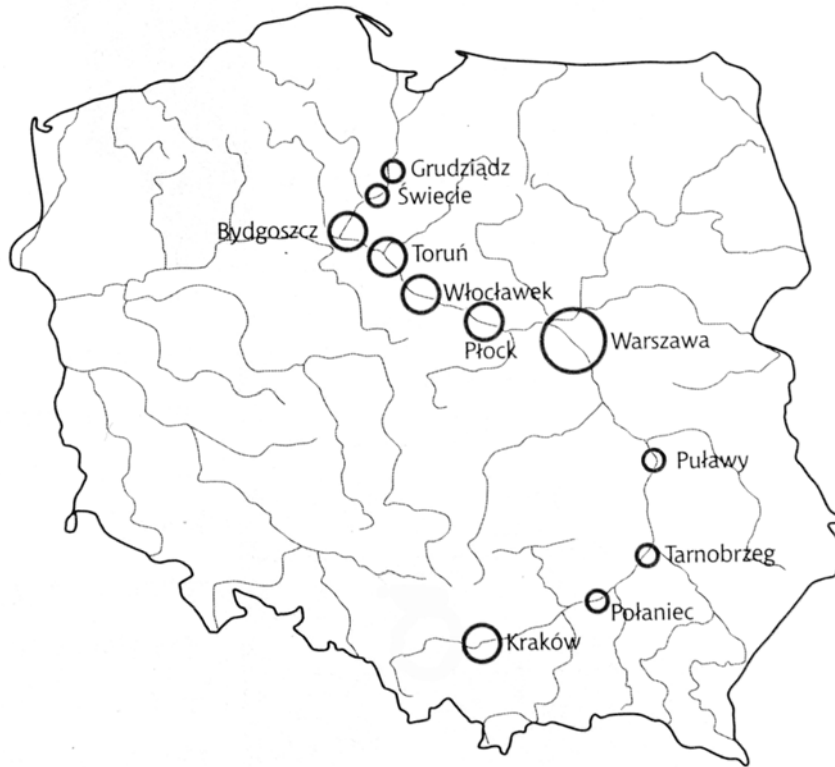 Grudziądz
Świecie
Bydgoszcz
Toruń
Włocławek
Płock
Warszawa
Puławy
Tarnobrzeg
Połaniec
Kraków